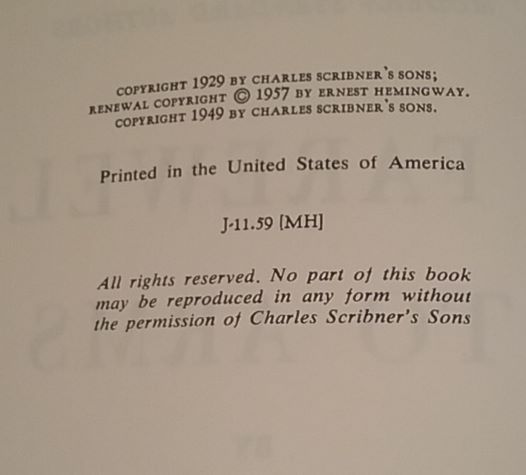 COPYRIGHT 1929 BY CHARLES SCRIBNER'S SONS;
RENEWAL COPYRIGHT © 1957 BY ERNEST HEMINGWAY.
COPYRIGHT 1949 BY CHARLES SCRIBNER'S SONS.
Printed in the United States of America
J-11.59 [MH]
All rights reserved. No part of this book
may be reproduced in any form without
the permission of Charles Scribner's Sons